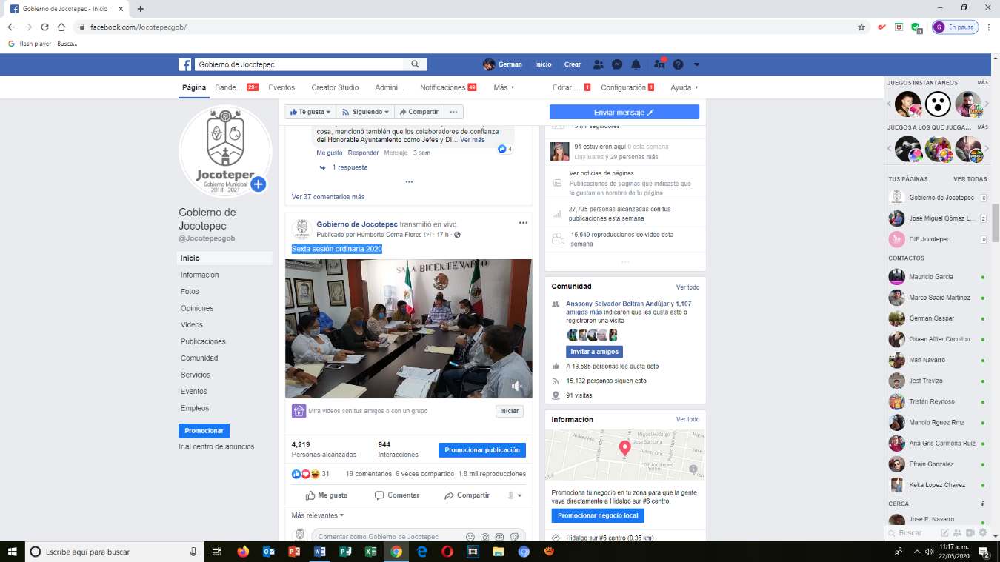 Gobierno de Jocotepec - Inicio
facebook.com/Jocotepecgob/
G En pausa
flash player - Busca...
Gobierno de Jocotepec
German Inicio Crear
Página Bande... 20+ Eventos Creator Studio Admini... Notificaciones 49 Más Editar ... 1 Configuración 1 Ayuda
Te gusta Siguiendo Compartir ...
Enviar mensaje
Jocotepec
Gobierno Municipal
2018 - 2021
Gobierno de
Jocotepec
@Jocotepecgob
Inicio
Información
Fotos
Opiniones
Videos
Publicaciones
Comunidad
Servicios
Eventos
Empleos
Promocionar
Ir al centro de anuncios
cosa, mencionó también que los colaboradores de confianza
del Honorable Ayuntamiento como Jefes y Di... Ver más
4
Me gusta · Responder · Mensaje · 3 sem
1 respuesta
Ver 37 comentarios más
Gobierno de Jocotepec transmitió en vivo.
Publicado por Humberto Cerna Flores [?] · 17 h ·
Sexta sesión ordinaria 2020
SALA BICENTENARIO
Mira videos con tus amigos o con un grupo
Iniciar
4,219
Personas alcanzadas
944
Interacciones
Promocionar publicación
31
19 comentarios 6 veces compartido 1.8 mil reproducciones
Me gusta Comentar Compartir
Más relevantes
Comentar como Gobierno de Jocotepec
GIF
15 mil seguidores
91 estuvieron aquí 0 esta semana
Day Barez y 29 personas más
Ver noticias de páginas
Publicaciones de páginas que indicaste que
te gustan en nombre de tu página
27,735 personas alcanzadas con tus
publicaciones esta semana
15,549 reproducciones de video esta
semana
Comunidad Ver todo
Anssony Salvador Beltrán Andújar y 1,107
amigos más indicaron que les gusta esto o
registraron una visita
Invitar a amigos
A 13,585 personas les gusta esto
15,132 personas siguen esto
91 visitas
Información Ver todo
Juárez Pte.
Independencia
Miguel Hidalgo
José Santana
Juárez Ote.
Dif Jocotepec
Promociona tu negocio en tu zona para que la gente
vaya directamente a Hidalgo sur #6 centro.
Promocionar negocio local
Hidalgo sur #6 centro (0.36 km)
JUEGOS INSTANTÁNEOS MÁS
JUEGOS A LOS QUE JUEGA... MÁS
TUS PÁGINAS VER TODAS
Gobierno de Jocotepec 9
José Miguel Gómez L... 2
DIF Jocotepec 9
CONTACTOS
Mauricio Garcia
Marco Saaid Martinez
German Gaspar
Giiaan Affter Circuitoo
Ivan Navarro
Jest Trevizo
Tristán Reynoso
Manolo Rguez Rmz
Ana Gris Carmona Ruiz
Efrain Gonzalez
Keka Lopez Chavez
CERCA
Jose E. Navarro
Buscar
Escribe aquí para buscar
11:17 a. m.
22/05/2020
2